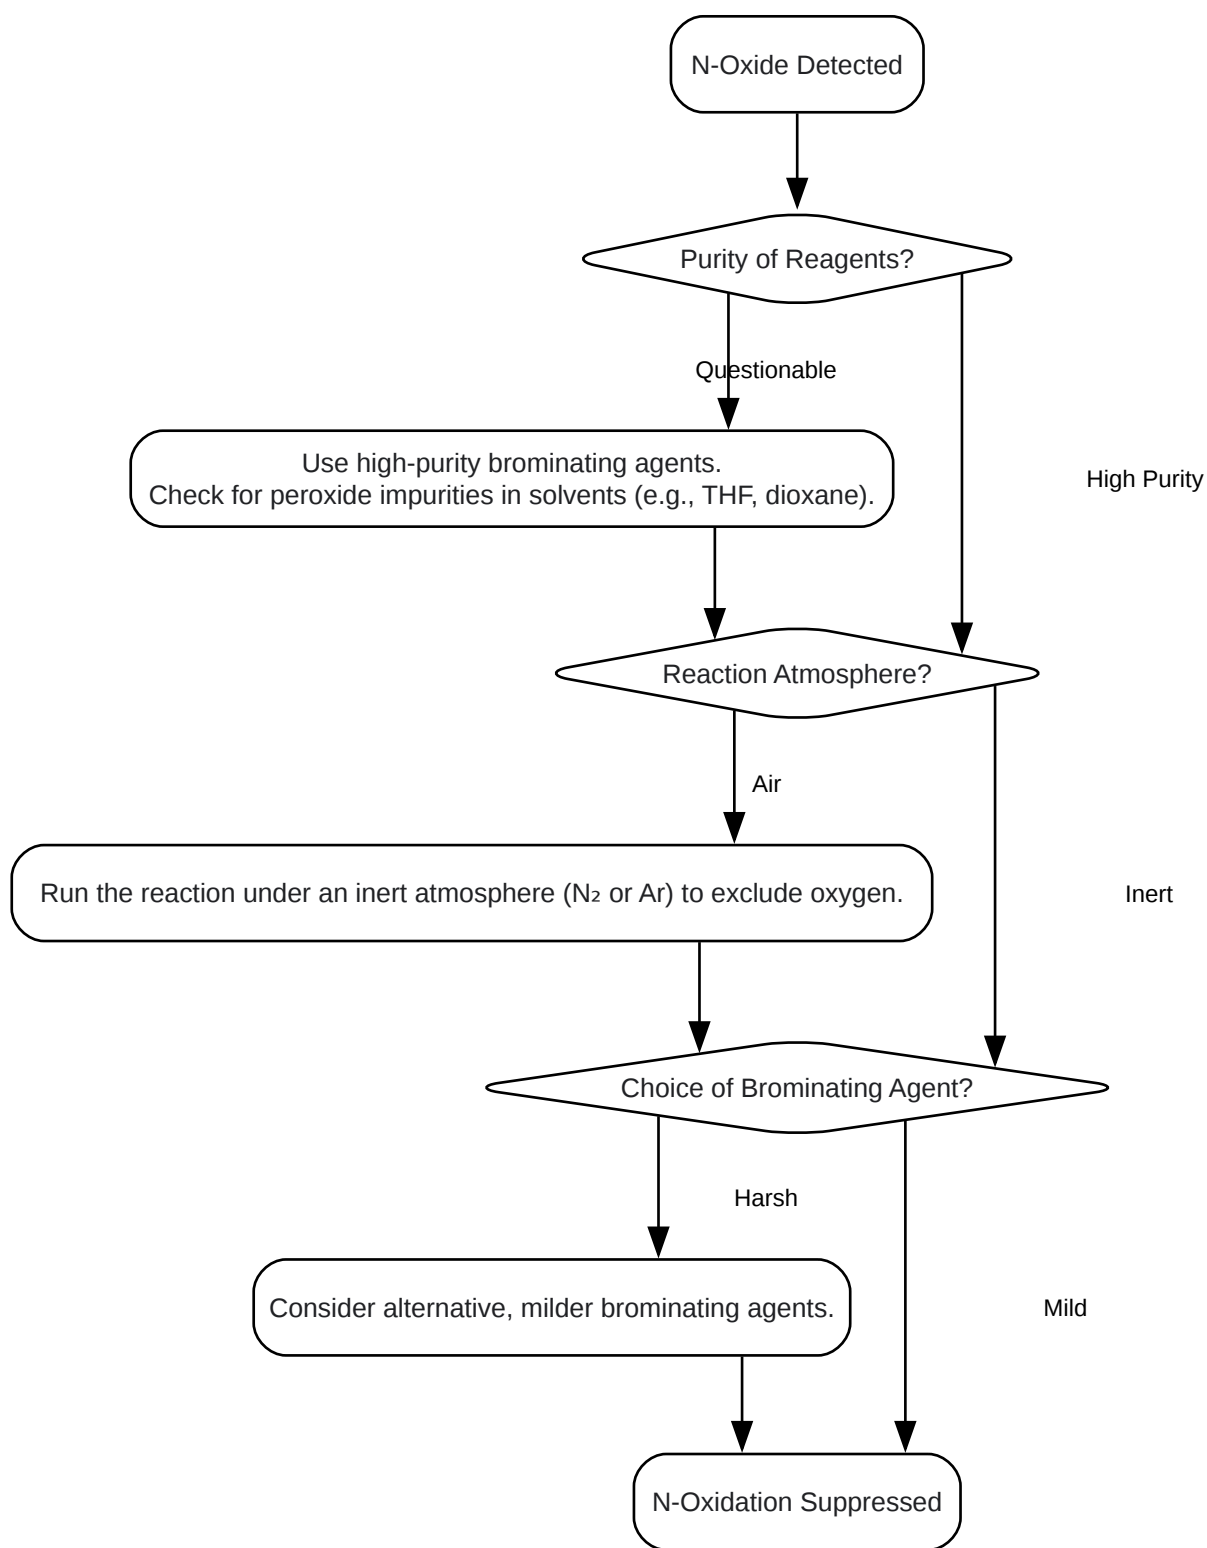 N-Oxide Detected
Purity of Reagents?
Questionable
Use high-purity brominating agents.
Check for peroxide impurities in solvents (e.g., THF, dioxane).
High Purity
Reaction Atmosphere?
Air
Run the reaction under an inert atmosphere (N₂ or Ar) to exclude oxygen.
Inert
Choice of Brominating Agent?
Harsh
Consider alternative, milder brominating agents.
Mild
N-Oxidation Suppressed